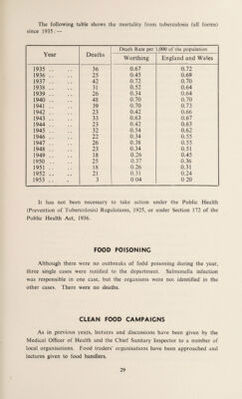 The following table shows the mortality from tuberculosis (all forms)
since 1935:—
Year Deaths Death Rate per 1,000 of the population
Worthing England and Wales
1935 .. .. 36 0.67 0.72
1936 .. .. 25 0.45 0.69
1937 .. .. 42 0.72 0.70
1938 .. .. 31 0.52 0.64
1939 .. .. 26 0.34 0.64
1940 .. .. 48 0.70 0.70
1941 .. .. 39 0.70 0.73
1942 .. .. 23 0.42 0.66
1943 .. .. 33 0.63 0.67
1944 .. .. 23 0.42 0.63
1945 .. .. 32 0.54 0.62
1946 .. .. 22 0.34 0.55
1947 .. .. 26 0.38 0.55
1948 .. .. 23 0.34 0.51
1949 .. .. 18 0.26 0.45
1950 .. .. 25 0.37 0.36
1951 .. .. 18 0.26 0.31
1952 .. .. 21 0.31 0.24
1953 .. .. 3 0.04 0.20
It has not been necessary to take action under the Public Health
(Prevention of Tuberculosis) Regulations, 1925, or under Section 172 of the
Public Health Act, 1936.
FOOD POISONING
Although there were no outbreaks of food poisoning during the year,
three single cases were notified to the department. Salmonella infection
was responsible in one case, but the organisms were not identified in the
other cases. There were no deaths.
CLEAN FOOD CAMPAIGNS
As in previous years, lectures and discussions have been given by the
Medical Officer of Health and the Chief Sanitary Inspector to a number of
local organisations. Food traders' organisations have been approached and
lectures given to food handlers.
29